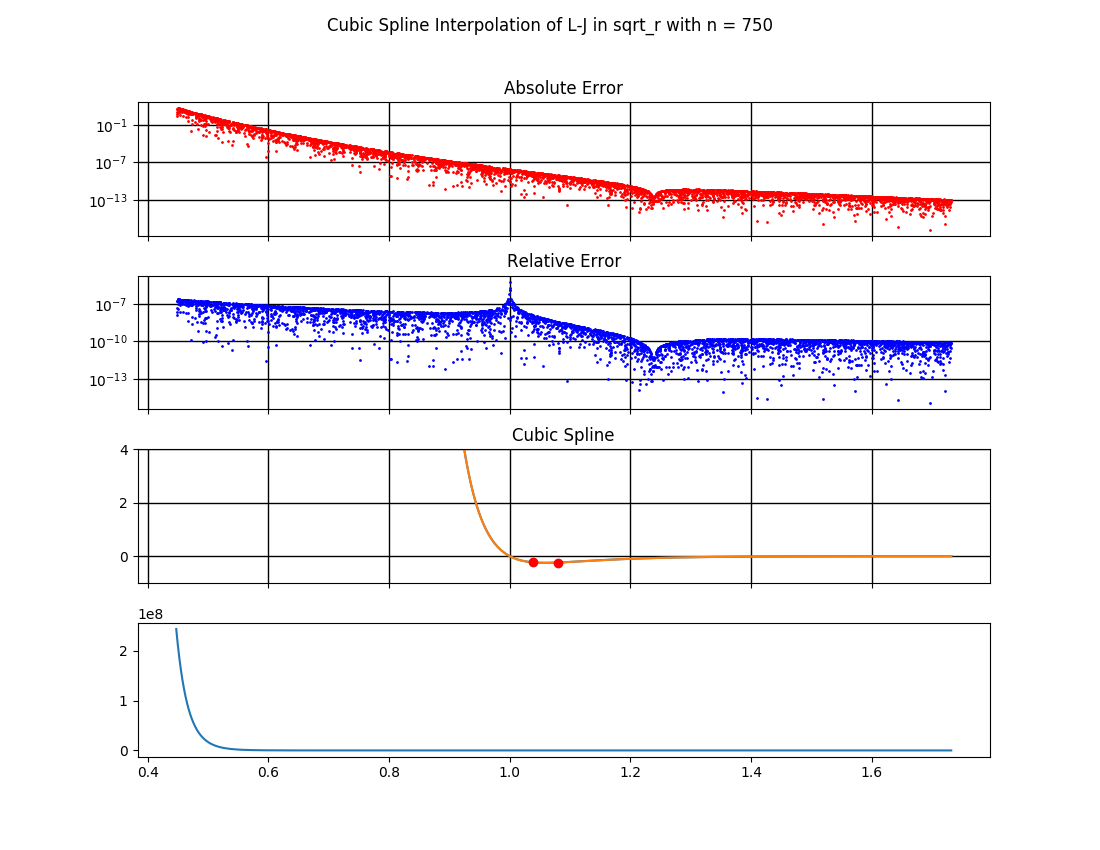 Cubic Spline Interpolation of L-J in sqrt_r with n = 750
Absolute Error
10⁻¹
10⁻⁷
10⁻¹³
Relative Error
10⁻⁷
10⁻¹⁰
10⁻¹³
Cubic Spline
4
2
0
1e8
2
1
0
0.4 0.6 0.8 1.0 1.2 1.4 1.6